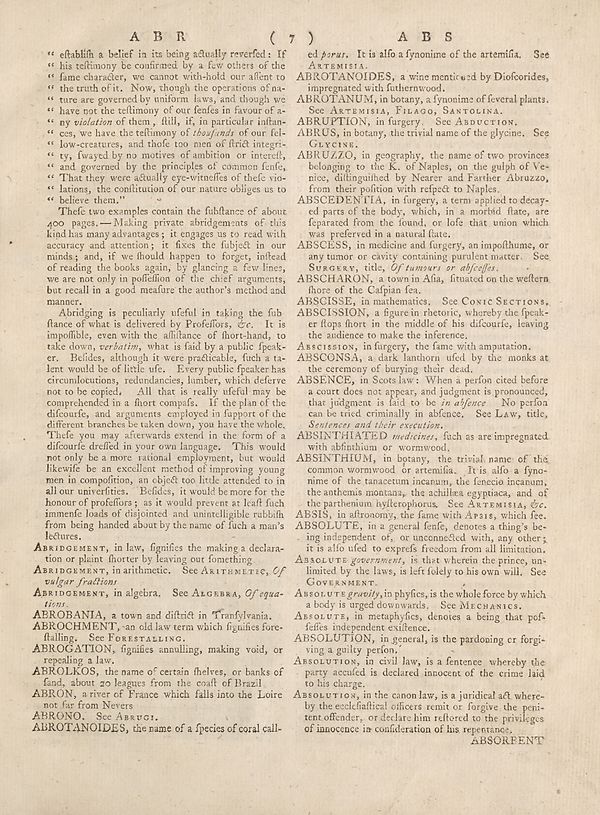 A B R ( 7 ) A B S
“ eſtabliſh a belief in its being actually reverſed: If
“ his teſtimony be confirmed by a few others of the
“ ſame character, we cannot with-hold our aſſent to
“ the truth of it. Now, though the operations of na-
“ ture are governed by uniform laws, and though we
“ have not the teſtimony of our ſenſes in favour of a-
“ ny violation of them, ſtill, if, in particular inſtan-
“ ces, we have the teſtimony of thouſands of our fel-
“ low-creatures, and thoſe too men of ſtrict integri-
“ ty, ſwayed by no motives of ambition or intereſt,
“ and governed by the principles of common ſenſe,
“ That they were actually eye-witneſſes of theſe vio-
“ lations, the conſtitution of our nature obliges us to
“ believe them.”
Theſe two examples contain the ſubſtance of about
400 pages.—Making private abridgements of this
kind has many advantages; it engages us to read with
accuracy and attention; it fixes the ſubject in our
minds; and, if we ſhould happen to forget, inſtead
of reading the books again, by glancing a few lines,
we are not only in poſſeſſion of the chief arguments,
but recall in a good meaſure the author's method and
manner.
Abridging is peculiarly uſeful in taking the ſub
ſtance of what is delivered by Profeſſors, &c. It is
impoſſible, even with the aſſiſtance of ſhort-hand, to
take down, verbatim, what is ſaid by a public ſpeak-
er. Beſides, although it were practicable, ſuch a ta-
lent would be of little uſe. Every public ſpeaker has
circumlocutions, redundancies, lumber, which deſerve
not to be copied. All that is really uſeful may be
comprehended in a ſhort compaſs. If the plan of the
diſcourſe, and arguments employed in ſupport of the
different branches be taken down, you have the whole.
Theſe you may afterwards extend in the form of a
diſcourſe dreſſed in your own language. This would
not only be a more rational employment, but would
likewiſe be an excellent method of improving young
men in compoſition, an object too little attended to in
all our univerſities. Beſides, it would be more for the
honour of profeſſors; as it would prevent at leaſt ſuch
immenſe loads of disjointed and unintelligible rubbiſh
from being handed about by the name of ſuch a man's
lectures.
ABRIDGEMENT, in law, ſignifies the making a declara-
tion or plaint ſhorter by leaving out ſomething
ABRIDGEMENT, in arithmetic. See ARITHMETIC, Of
vulgar fractions
ABRIDGEMENT, in algebra. See ALGEBRA, Of equa-
tions.
ABROBANIA, a town and diſtrict in Tranſylvania.
ABROCHMENT, an old law term which ſignifies fore-
ſtalling. See FORESTALLING.
ABROGATION, ſignifies annulling, making void, or
repealing a law.
ABROLKOS, the name of certain ſhelves, or banks of
ſand, about 20 leagues from the coaſt of Brazil
ABRON, a river of France which falls into the Loire
not far from Nevers
ABRONO. See ABRUGI.
ABROTANOIDES, the name of a ſpecies of coral call-
ed porus. It is alſo a ſynonime of the artemiſia. See
ARTEMISIA.
ABROTANOIDES, a wine mentioned by Dioſcorides,
impregnated with ſuthernwood.
ABROTANUM, in botany, a ſynonime of ſeveral plants.
See ARTEMISIA, FILAGO, SANTOLINA.
ABRUPTION, in ſurgery. See ABDUCTION.
ABRUS, in botany, the trivial name of the glycine. See
GLYCINE.
ABRUZZO, in geography, the name of two provinces
belonging to the K. of Naples, on the gulph of Ve-
nice, diſtinguiſhed by Nearer and Farther Abruzzo,
from their poſition with reſpect to Naples.
ABSCEDENTIA, in ſurgery, a term applied to decay-
ed parts of the body, which, in a morbid ſtate, are
ſeparated from the ſound, or loſe that union which
was preſerved in a natural ſtate.
ABSCESS, in medicine and ſurgery, an impoſthume, or
any tumor or cavity containing purulent matter. See
SURGERY, title, Of tumours or abſceſſes.
ABSCHARON, a town in Aſia, ſituated on the weſtern
ſhore of the Caſpian ſea.
ABSCISSE, in mathematics. See CONIC SECTIONS,
ABSCISSION, a figure in rhetoric, whereby the ſpeak-
er ſtops ſhort in the middle of his diſcourſe, leaving
the audience to make the inference.
ABSCISSION, in ſurgery, the ſame with amputation.
ABSCONSA, a dark lanthorn uſed by the monks at
the ceremony of burying their dead.
ABSENCE, in Scots law: When a perſon cited before
a court does not appear, and judgment is pronounced,
that judgment is ſaid to be in abſence No perſon
can be tried criminally in abſence. See LAW, title,
Sentences and their execution.
ABSINTHIATED medicines, ſuch as are impregnated
with abſinthium or wormwood.
ABSINTHIUM, in botany, the trivial name of the
common wormwood or artemiſia. It is alſo a ſyno-
nime of the tanacetum incanum, the ſenecio incanum,
the anthemis montana, the achillæa egyptiaca, and of
the parthenium hyſterophorus. See ARTEMISIA, &c.
ABSIS, in aſtronomy, the ſame with APSIS, which ſee.
ABSOLUTE, in a general ſenſe, denotes a thing's be-
ing independent of, or unconnected with, any other;
it is alſo uſed to expreſs freedom from all limitation.
ABSOLUTE government, is that wherein the prince, un-
limited by the laws, is left ſolely to his own will. See
GOVERNMENT.
ABSOLUTE gravity, in phyſics, is the whole force by which
a body is urged downwards. See MECHANICS.
ABSOLUTE, in metaphyſics, denotes a being that poſ-
ſeſſes independent exiſtence.
ABSOLUTION, in general, is the pardoning or forgi-
ving a guilty perſon.
ABSOLUTION, in civil law, is a ſentence whereby the
party accuſed is declared innocent of the crime laid
to his charge.
ABSOLUTION, in the canon law, is a juridical act where-
by the eccleſiaſtical officers remit or forgive the peni-
tent offender, or declare him reſtored to the privileges
of innocence in conſideration of his repentance.
ABSORBENT